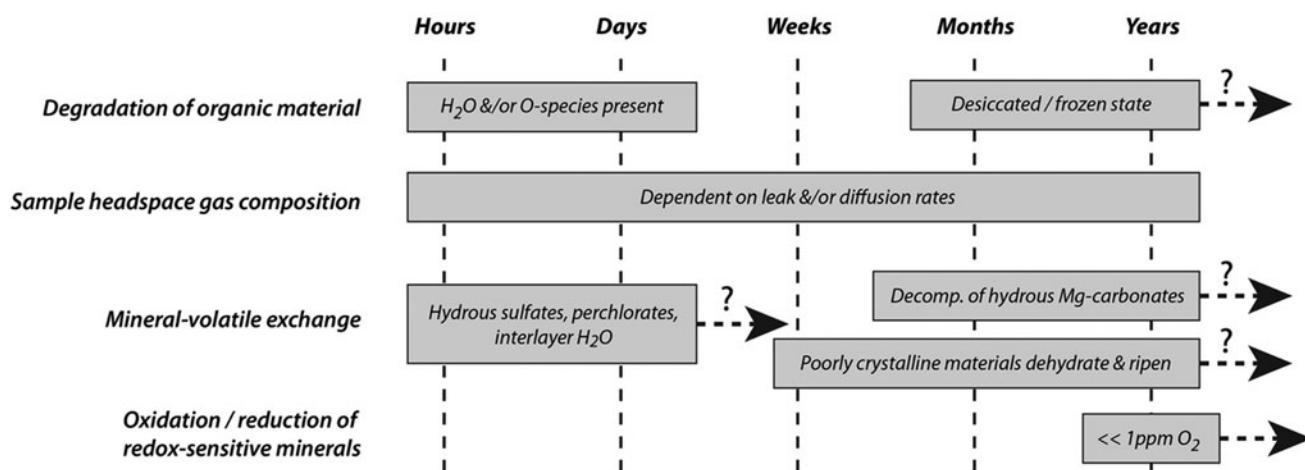 Hours Days Weeks Months Years
Degradation of organic material
H₂O &/or O-species present
Desiccated / frozen state
?
Sample headspace gas composition
Dependent on leak &/or diffusion rates
Mineral-volatile exchange
Hydrous sulfates, perchlorates,
interlayer H₂O
?
Decomp. of hydrous Mg-carbonates
?
Poorly crystalline materials dehydrate & ripen
?
Oxidation / reduction of
redox-sensitive minerals
<< 1ppm O₂